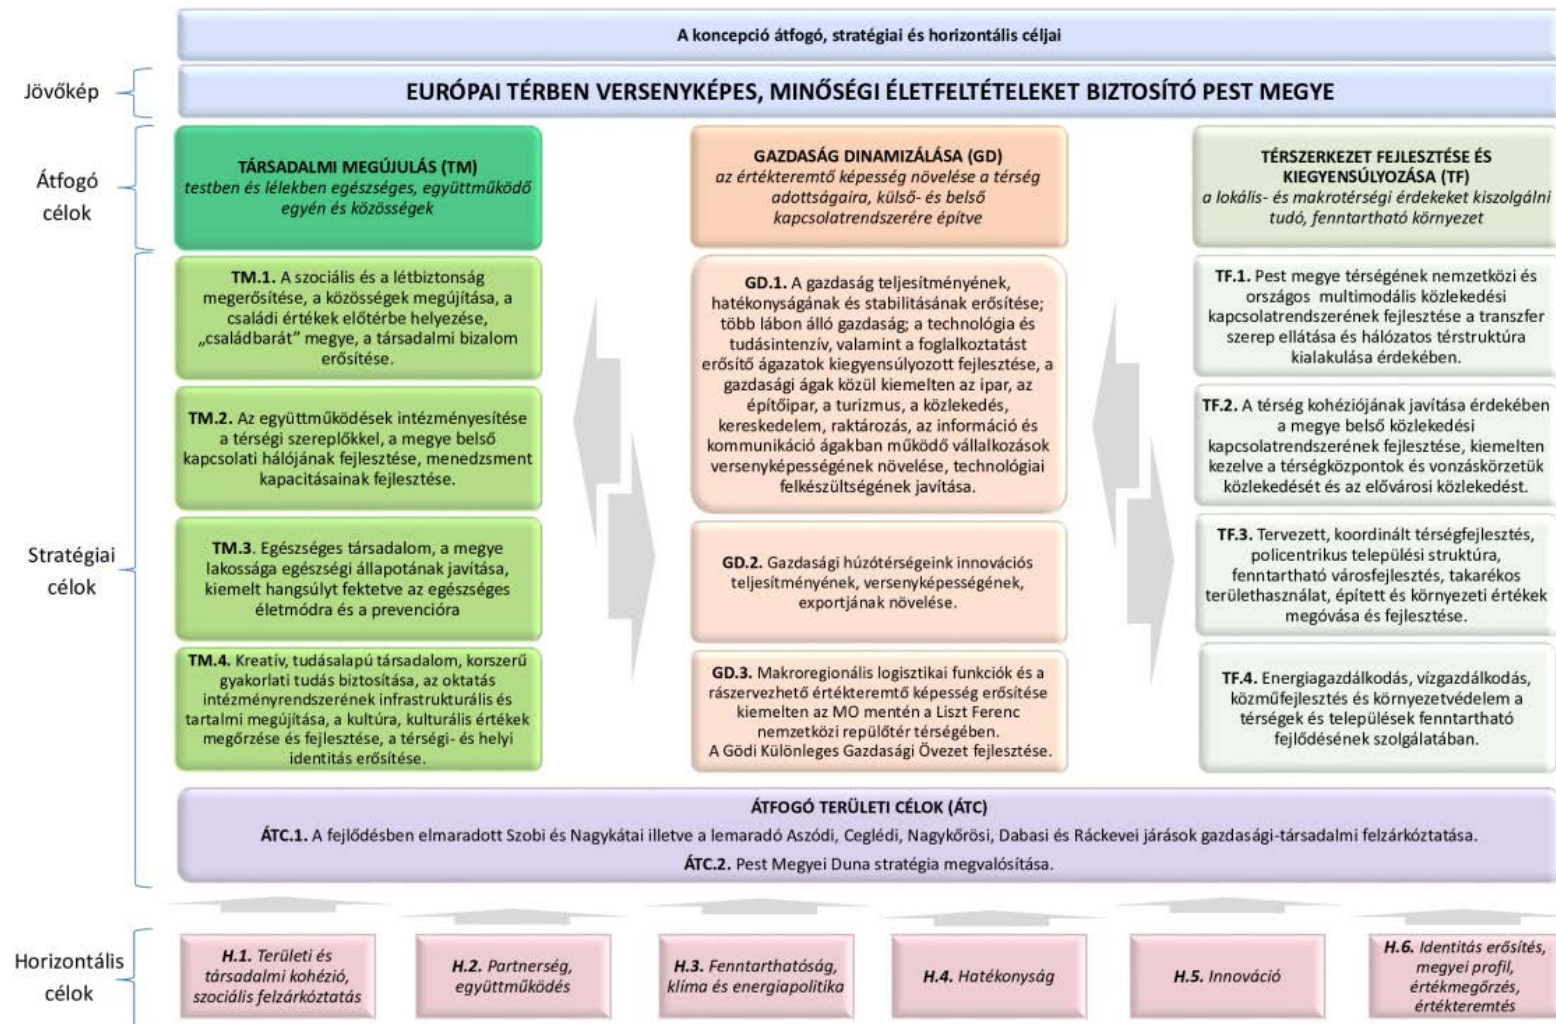 A koncepció átfogó, stratégiai és horizontális céljai
Jövőkép
EURÓPAI TÉRBEN VERSENYKÉPES, MINŐSÉGI ÉLETFELTÉTELEKET BIZTOSÍTÓ PEST MEGYE
Átfogó
célok
TÁRSADALMI MEGÚJULÁS (TM)
testben és lélekben egészséges, együttműködő
egyén és közösségek
GAZDASÁG DINAMIZÁLÁSA (GD)
az értékteremtő képesség növelése a térség
adottságaira, külső- és belső
kapcsolatrendszerére építve
TÉRSZERKEZET FEJLESZTÉSE ÉS
KIEGYENSÚLYOZÁSA (TF)
a lokális- és makrotérségi érdekeket kiszolgálni
tudó, fenntartható környezet
Stratégiai
célok
TM.1. A szociális és a létbiztonság
megerősítése, a közösségek megújítása, a
családi értékek előtérbe helyezése,
„családbarát” megye, a társadalmi bizalom
erősítése.
TM.2. Az együttműködések intézményesítése
a térségi szereplőkkel, a megye belső
kapcsolati hálójának fejlesztése, menedzsment
kapacitásainak fejlesztése.
TM.3. Egészséges társadalom, a megye
lakossága egészségi állapotának javítása,
kiemelt hangsúlyt fektetve az egészséges
életmódra és a prevencióra
TM.4. Kreatív, tudásalapú társadalom, korszerű
gyakorlati tudás biztosítása, az oktatás
intézményrendszerének infrastrukturális és
tartalmi megújítása, a kultúra, kulturális értékek
megőrzése és fejlesztése, a térségi- és helyi
identitás erősítése.
GD.1. A gazdaság teljesítményének,
hatékonyságának és stabilitásának erősítése;
több lábon álló gazdaság; a technológia és
tudásintenzív, valamint a foglalkoztatást
erősítő ágazatok kiegyensúlyozott fejlesztése, a
gazdasági ágak közül kiemelten az ipar, az
építőipar, a turizmus, a közlekedés,
kereskedelem, raktározás, az információ és
kommunikáció ágakban működő vállalkozások
versenyképességének növelése, technológiai
felkészültségének javítása.
GD.2. Gazdasági húzótérségeink innovációs
teljesítményének, versenyképességének,
exportjának növelése.
GD.3. Makroregionális logisztikai funkciók és a
rászervezhető értékteremtő képesség erősítése
kiemelten az MO mentén a Liszt Ferenc
nemzetközi repülőtér térségében.
A Gödi Különleges Gazdasági Övezet fejlesztése.
TF.1. Pest megye térségének nemzetközi és
országos multimodális közlekedési
kapcsolatrendszerének fejlesztése a transzfer
szerep ellátása és hálózatos térstruktúra
kialakulása érdekében.
TF.2. A térség kohéziójának javítása érdekében
a megye belső közlekedési
kapcsolatrendszerének fejlesztése, kiemelten
kezelve a térségközpontok és vonzáskörzetük
közlekedését és az elővárosi közlekedést.
TF.3. Tervezett, koordinált térségfejlesztés,
policentrikus települési struktúra,
fenntartható városfejlesztés, takarékos
területhasználat, épített és környezeti értékek
megóvása és fejlesztése.
TF.4. Energiagazdálkodás, vízgazdálkodás,
közműfejlesztés és környezetvédelem a
térségek és települések fenntartható
fejlődésének szolgálatában.
ÁTFOGÓ TERÜLETI CÉLOK (ÁTC)
ÁTC.1. A fejlődésben elmaradott Szobi és Nagykátai illetve a lemaradó Aszódi, Ceglédi, Nagykőrösi, Dabasi és Ráckevei járások gazdasági-társadalmi felzárkóztatása.
ÁTC.2. Pest Megyei Duna stratégia megvalósítása.
Horizontális
célok
H.1. Területi és
társadalmi kohézió,
szociális felzárkóztatás
H.2. Partnerség,
együttműködés
H.3. Fenntarthatóság,
klíma és energiapolitika
H.4. Hatékonyság
H.5. Innováció
H.6. Identitás erősítés,
megyei profil,
értékmegőrzés,
értékteremtés